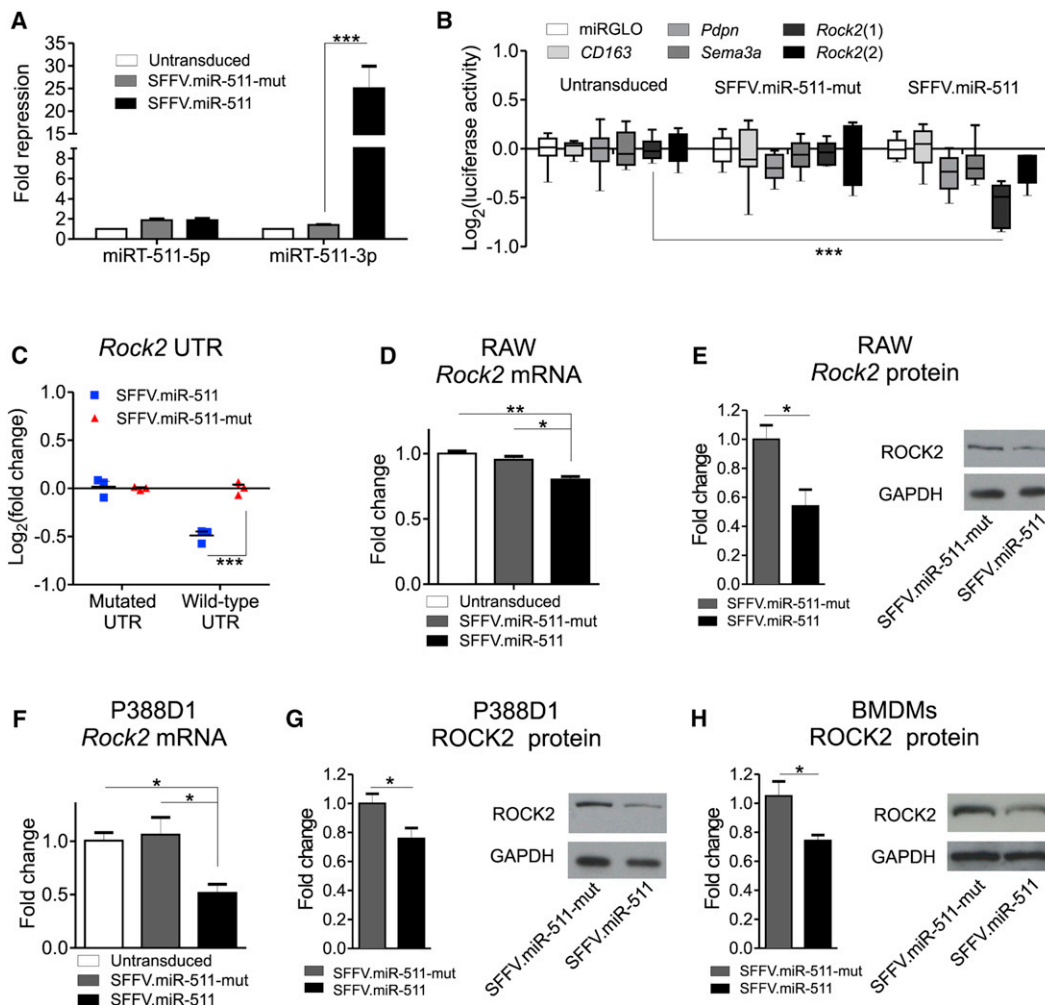 A
***
Untransduced
SFFV.miR-511-mut
SFFV.miR-511
Fold repression
35
30
25
20
15
8
6
4
2
0
miRT-511-5p
miRT-511-3p
B
miRGLO
Pdpn
Rock2(1)
CD163
Sema3a
Rock2(2)
Log2(luciferase activity)
1.0
0.5
0.0
-0.5
-1.0
Untransduced
SFFV.miR-511-mut
SFFV.miR-511
***
C
Rock2 UTR
SFFV.miR-511
SFFV.miR-511-mut
Log2(fold change)
1.0
0.5
0.0
-0.5
-1.0
***
Mutated
UTR
Wild-type
UTR
D
RAW
Rock2 mRNA
**
*
Fold change
1.0
0.5
0.0
Untransduced
SFFV.miR-511-mut
SFFV.miR-511
E
RAW
Rock2 protein
*
Fold change
1.2
1.0
0.8
0.6
0.4
0.2
0
SFFV.miR-511-mut
SFFV.miR-511
ROCK2
GAPDH
SFFV.miR-511-mut
SFFV.miR-511
F
P388D1
Rock2 mRNA
*
*
Fold change
1.0
0.5
0.0
Untransduced
SFFV.miR-511-mut
SFFV.miR-511
G
P388D1
ROCK2 protein
*
Fold change
1.2
1.0
0.8
0.6
0.4
0.2
0
SFFV.miR-511-mut
SFFV.miR-511
ROCK2
GAPDH
SFFV.miR-511-mut
SFFV.miR-511
H
BMDMs
ROCK2 protein
*
Fold change
1.2
1.0
0.8
0.6
0.4
0.2
0
SFFV.miR-511-mut
SFFV.miR-511
ROCK2
GAPDH
SFFV.miR-511-mut
SFFV.miR-511